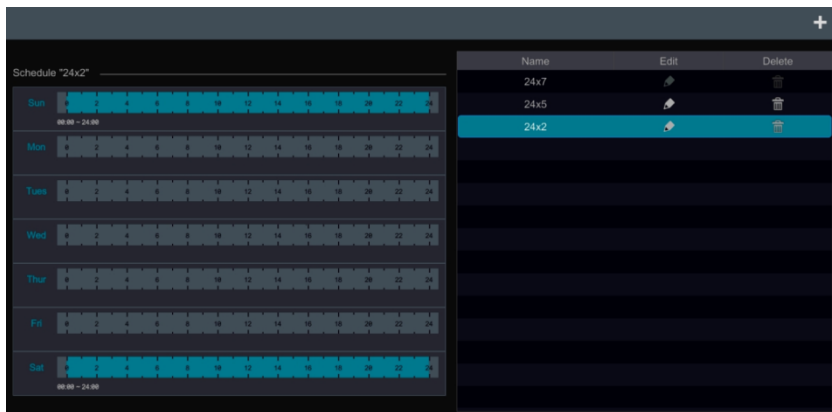 +
Schedule "24x2"
Sun 0 2 4 6 8 10 12 14 16 18 20 22 24
00:00 ~ 24:00
Mon 0 2 4 6 8 10 12 14 16 18 20 22 24
Tues 0 2 4 6 8 10 12 14 16 18 20 22 24
Wed 0 2 4 6 8 10 12 14 16 18 20 22 24
Thur 0 2 4 6 8 10 12 14 16 18 20 22 24
Fri 0 2 4 6 8 10 12 14 16 18 20 22 24
Sat 0 2 4 6 8 10 12 14 16 18 20 22 24
00:00 ~ 24:00
Name Edit Delete
24x7
24x5
24x2